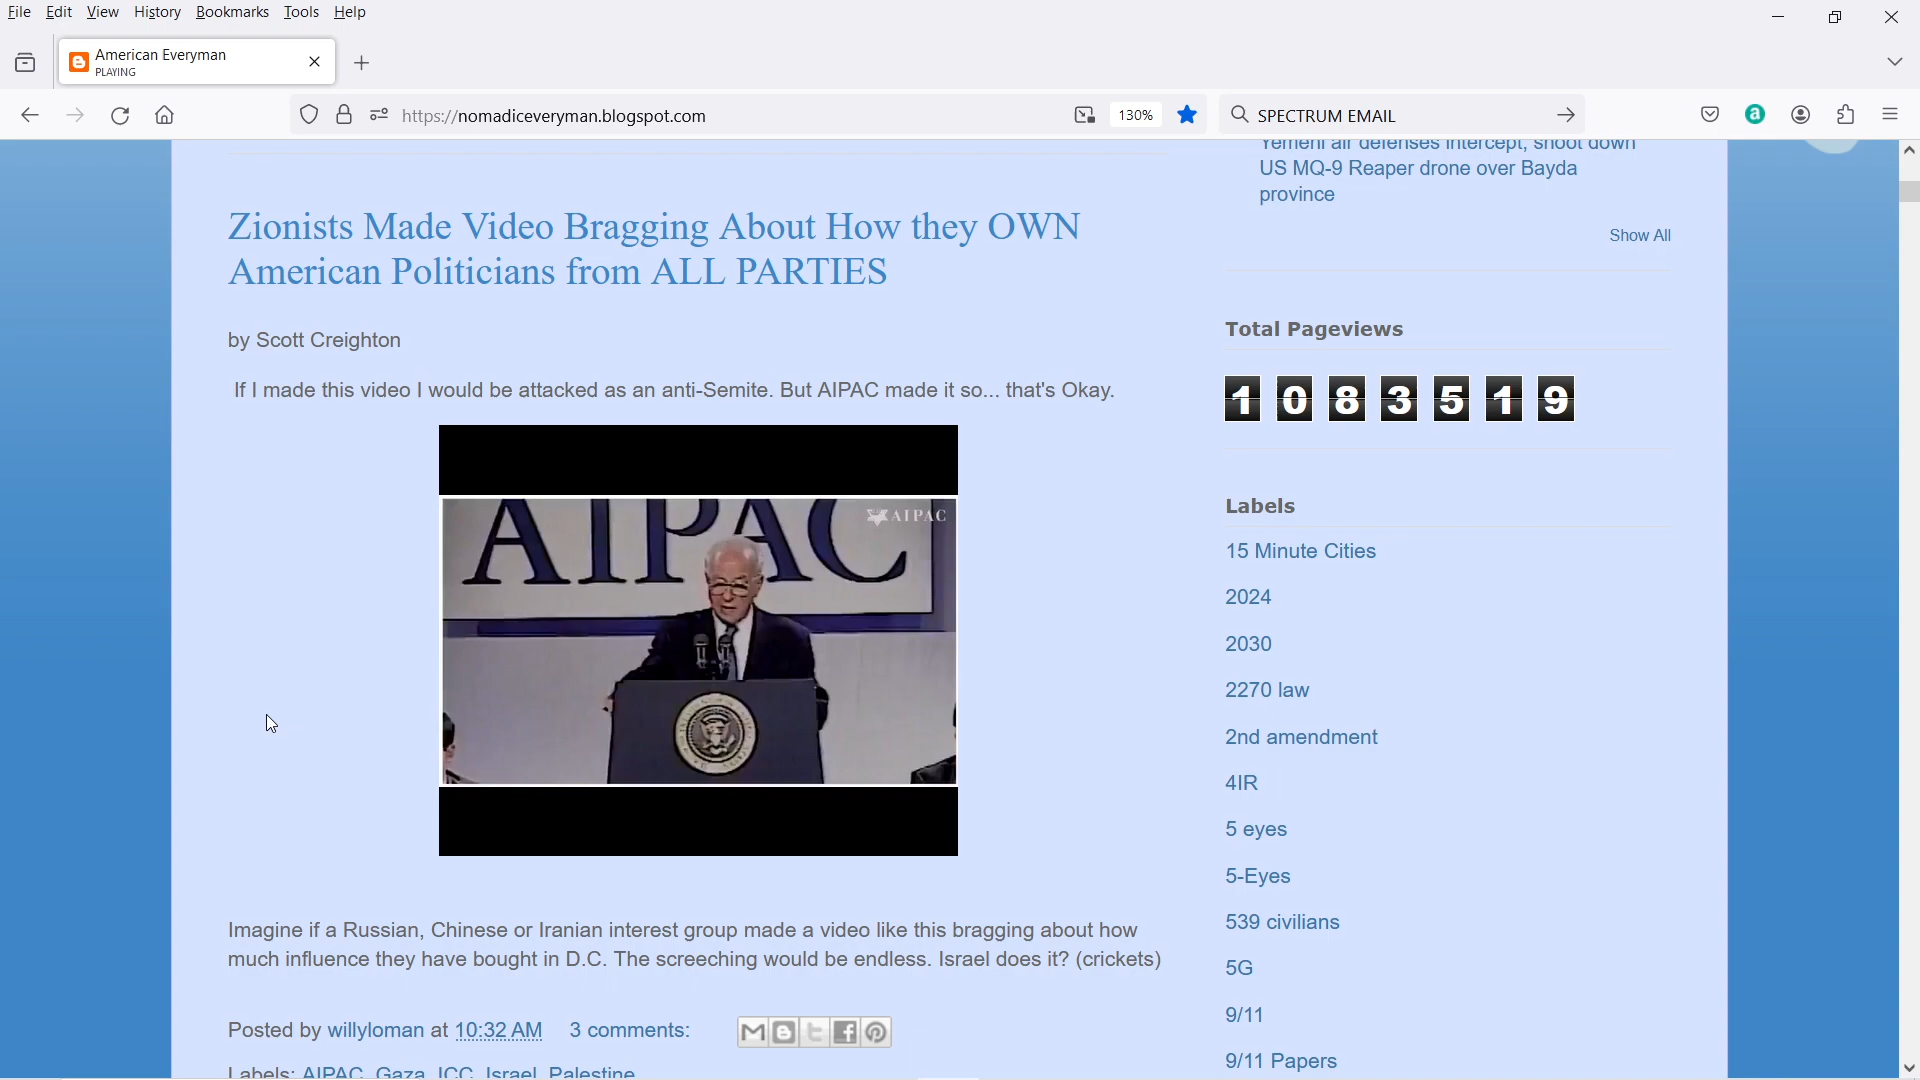 File Edit View History Bookmarks Tools Help
American Everyman
PLAYING
https://nomadiceveryman.blogspot.com
130%
SPECTRUM EMAIL
Yemeni air defenses intercept, shoot down
US MQ-9 Reaper drone over Bayda
province
Show All
Zionists Made Video Bragging About How they OWN
American Politicians from ALL PARTIES
by Scott Creighton
If I made this video I would be attacked as an anti-Semite. But AIPAC made it so... that's Okay.
AIPAC
AIPAC
Imagine if a Russian, Chinese or Iranian interest group made a video like this bragging about how
much influence they have bought in D.C. The screeching would be endless. Israel does it? (crickets)
Posted by willyloman at 10:32 AM 3 comments:
Labels: AIPAC, Gaza, ICC, Israel, Palestine
Total Pageviews
1 0 8 3 5 1 9
Labels
15 Minute Cities
2024
2030
2270 law
2nd amendment
4IR
5 eyes
5-Eyes
539 civilians
5G
9/11
9/11 Papers